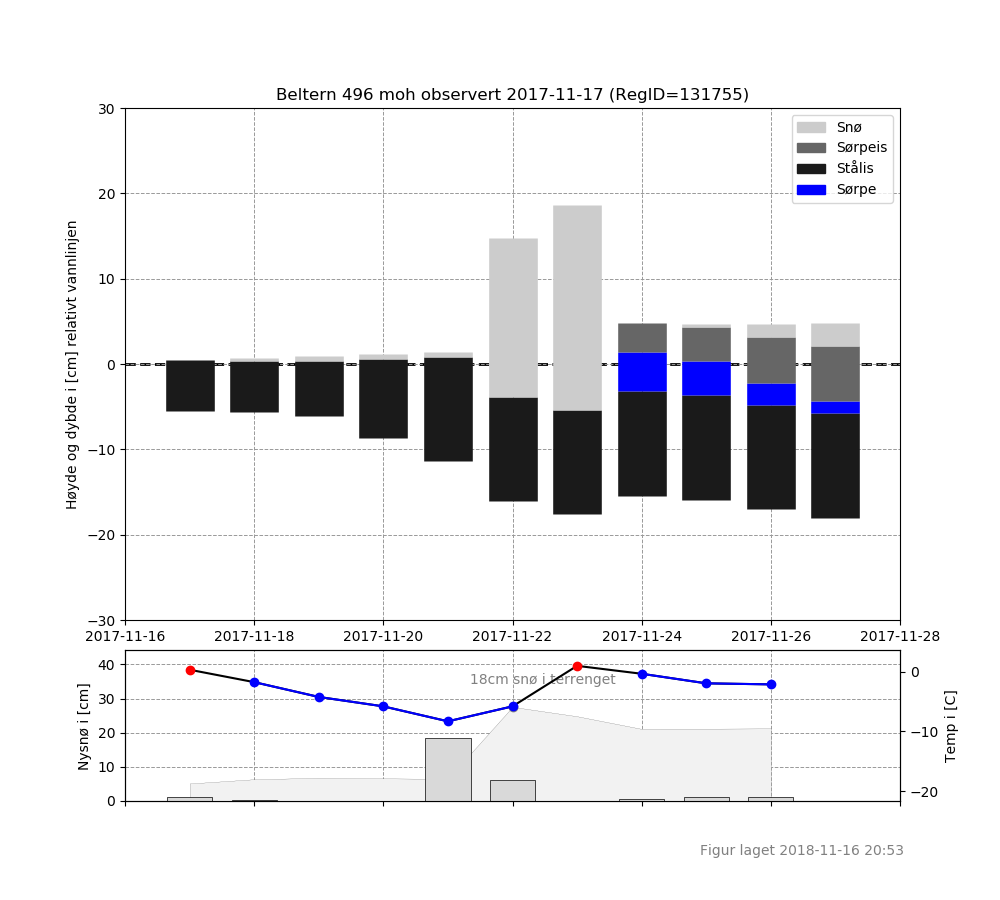 Beltern 496 moh observert 2017-11-17 (RegID=131755)
Høyde og dybde i [cm] relativt vannlinjen
30
20
10
0
−10
−20
−30
Snø
Sørpeis
Stålis
Sørpe
2017-11-16 2017-11-18 2017-11-20 2017-11-22 2017-11-24 2017-11-26 2017-11-28
Nysnø i [cm]
40
30
20
10
0
18cm snø i terrenget
0
−10
−20
Temp i [C]
Figur laget 2018-11-16 20:53